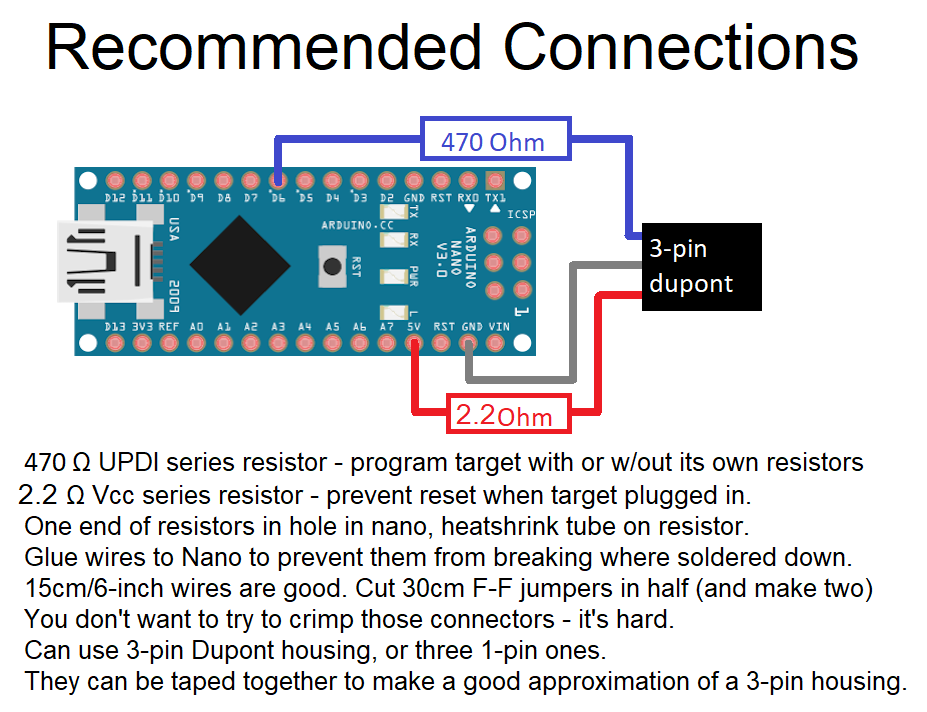 Recommended Connections
470 Ohm
D12 D11 D10 D9 D8 D7 D6 D5 D4 D3 D2 GND RST RX0 TX1
USA
TX
RX
PWR
L
ARDUINO.CC
RST
ARDUINO
NANO
V3.0
ICSP
1
2009
3-pin
dupont
D13 3V3 REF A0 A1 A2 A3 A4 A5 A6 A7 5V RST GND VIN
2.2Ohm
470 Ω UPDI series resistor - program target with or w/out its own resistors
2.2 Ω Vcc series resistor - prevent reset when target plugged in.
One end of resistors in hole in nano, heatshrink tube on resistor.
Glue wires to Nano to prevent them from breaking where soldered down.
15cm/6-inch wires are good. Cut 30cm F-F jumpers in half (and make two)
You don't want to try to crimp those connectors - it's hard.
Can use 3-pin Dupont housing, or three 1-pin ones.
They can be taped together to make a good approximation of a 3-pin housing.